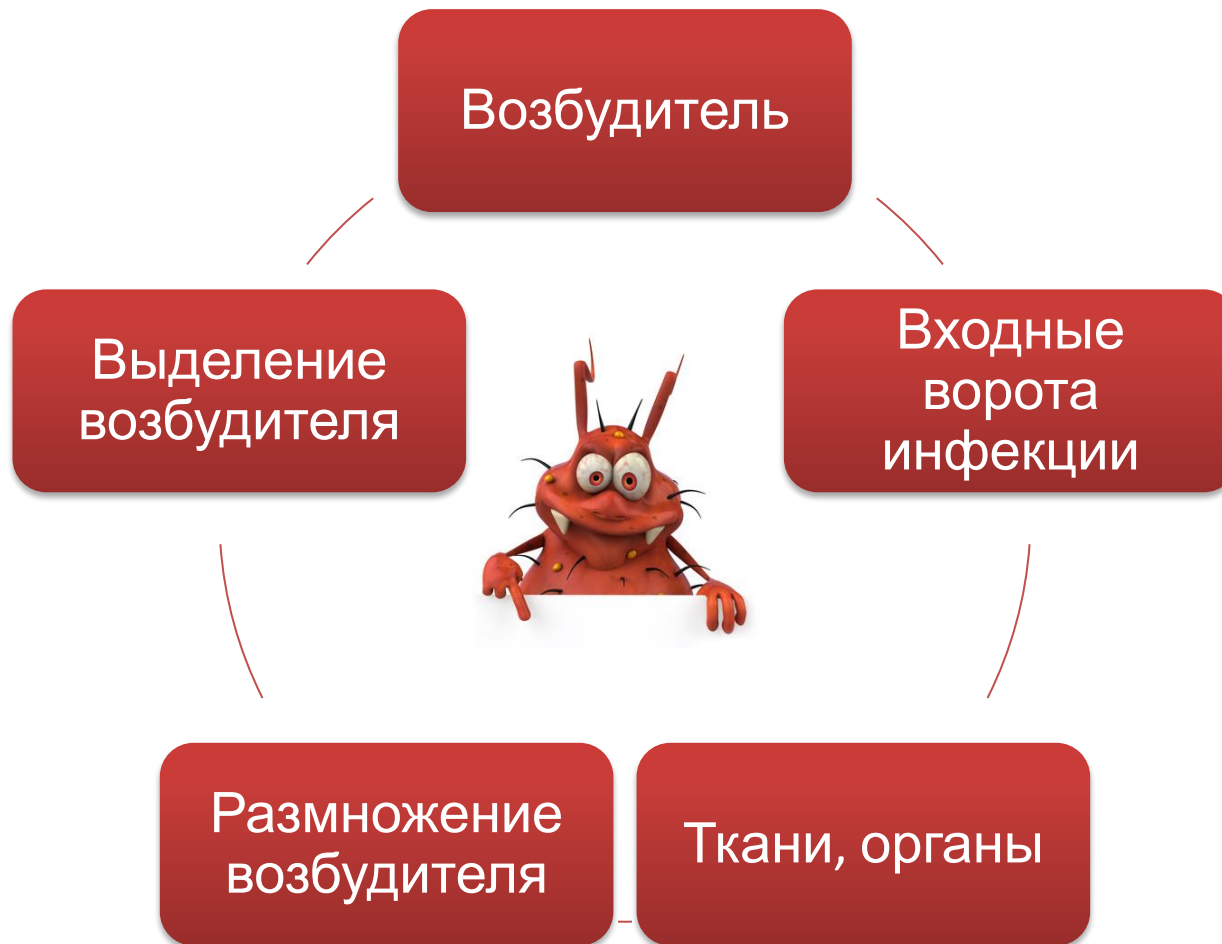 Возбудитель
Входные
ворота
инфекции
Ткани, органы
Размножение
возбудителя
Выделение
возбудителя